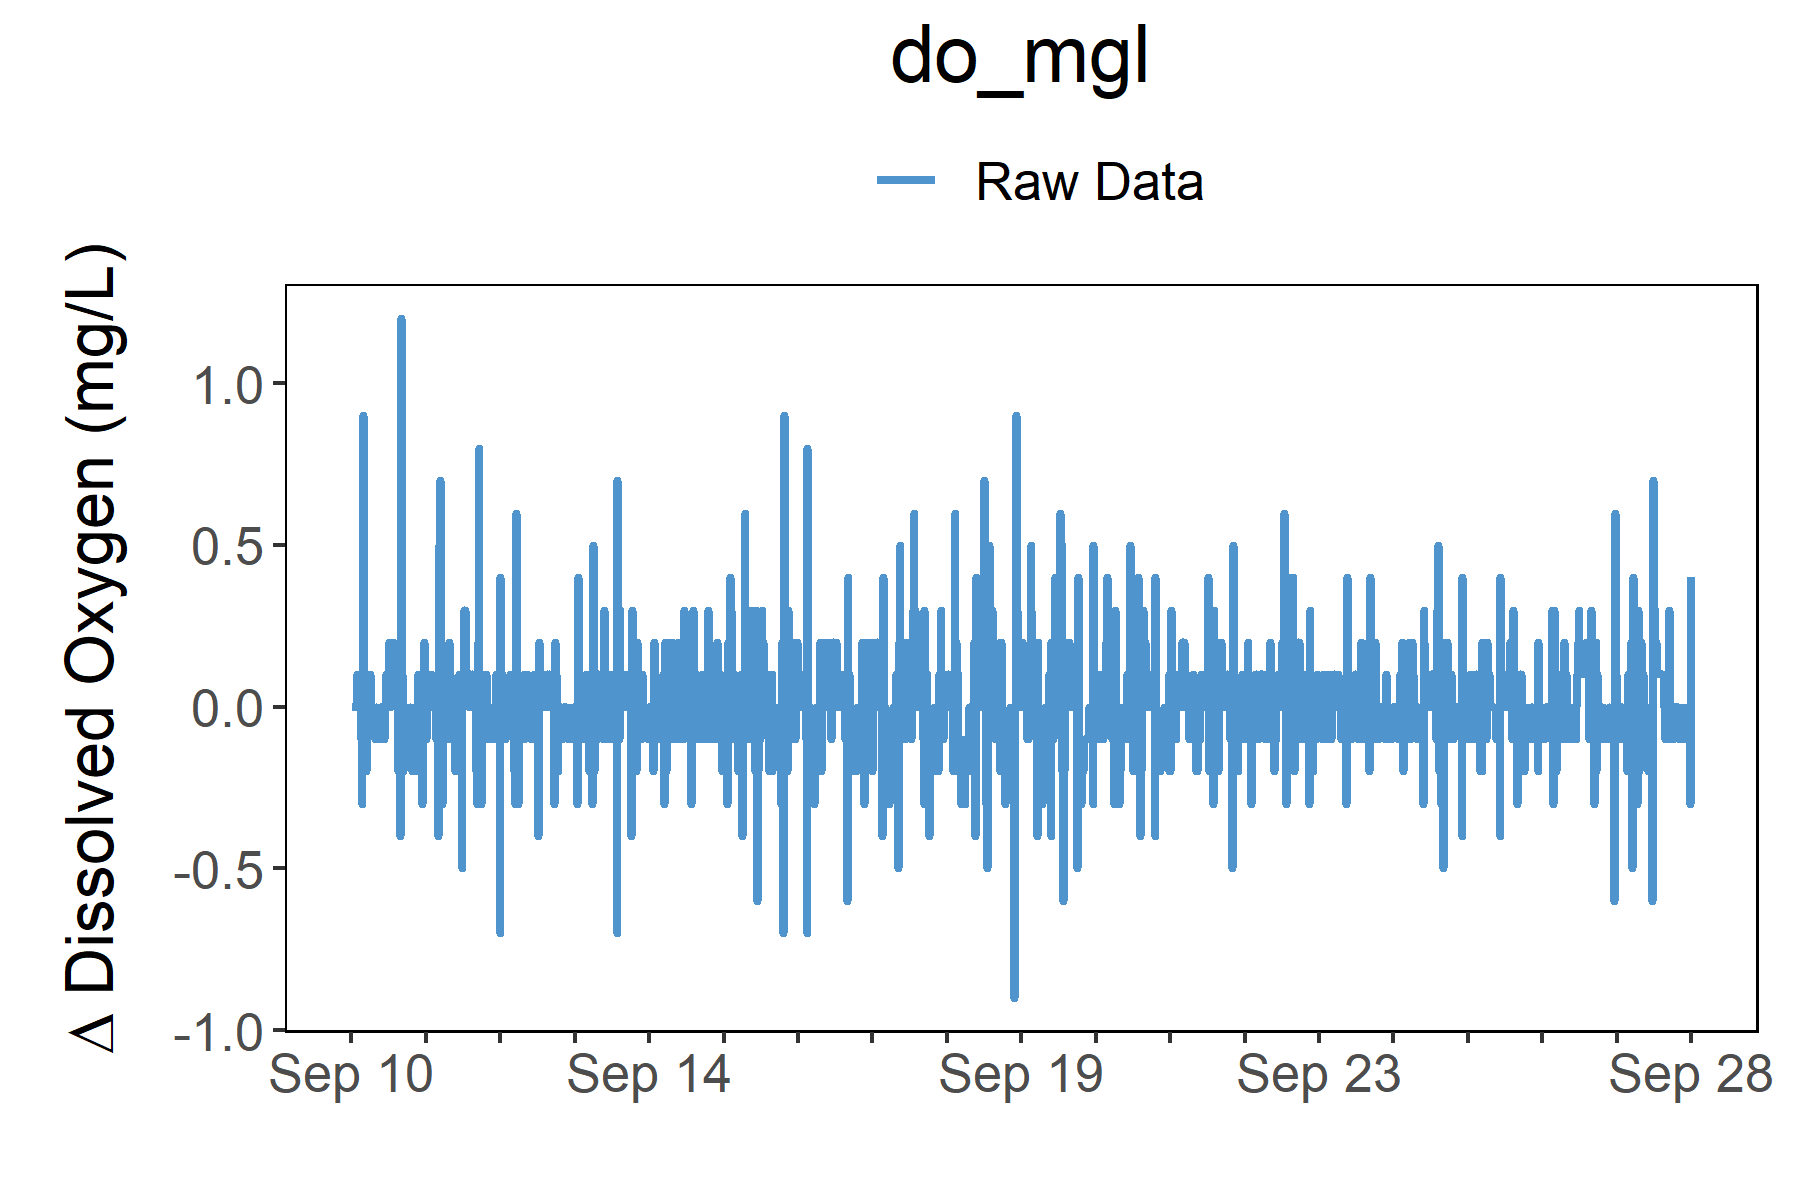 do_mgl
Raw Data
Δ Dissolved Oxygen (mg/L)
1.0
0.5
0.0
-0.5
-1.0
Sep 10 Sep 14 Sep 19 Sep 23 Sep 28